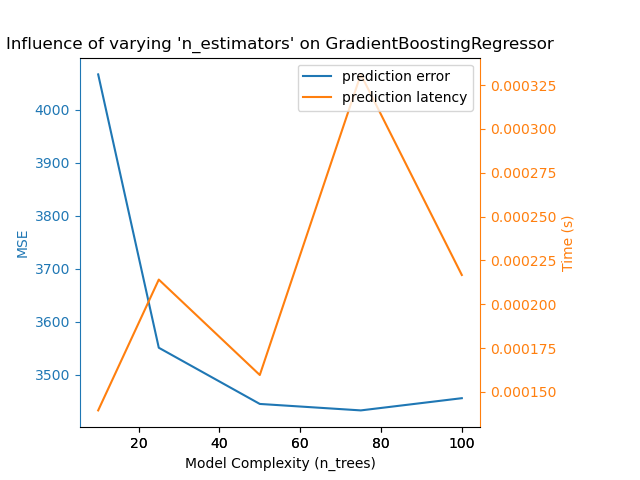 Influence of varying 'n_estimators' on GradientBoostingRegressor
prediction error
prediction latency
4000
3900
3800
3700
3600
3500
MSE
0.000325
0.000300
0.000275
0.000250
0.000225
0.000200
0.000175
0.000150
Time (s)
20 40 60 80 100
Model Complexity (n_trees)